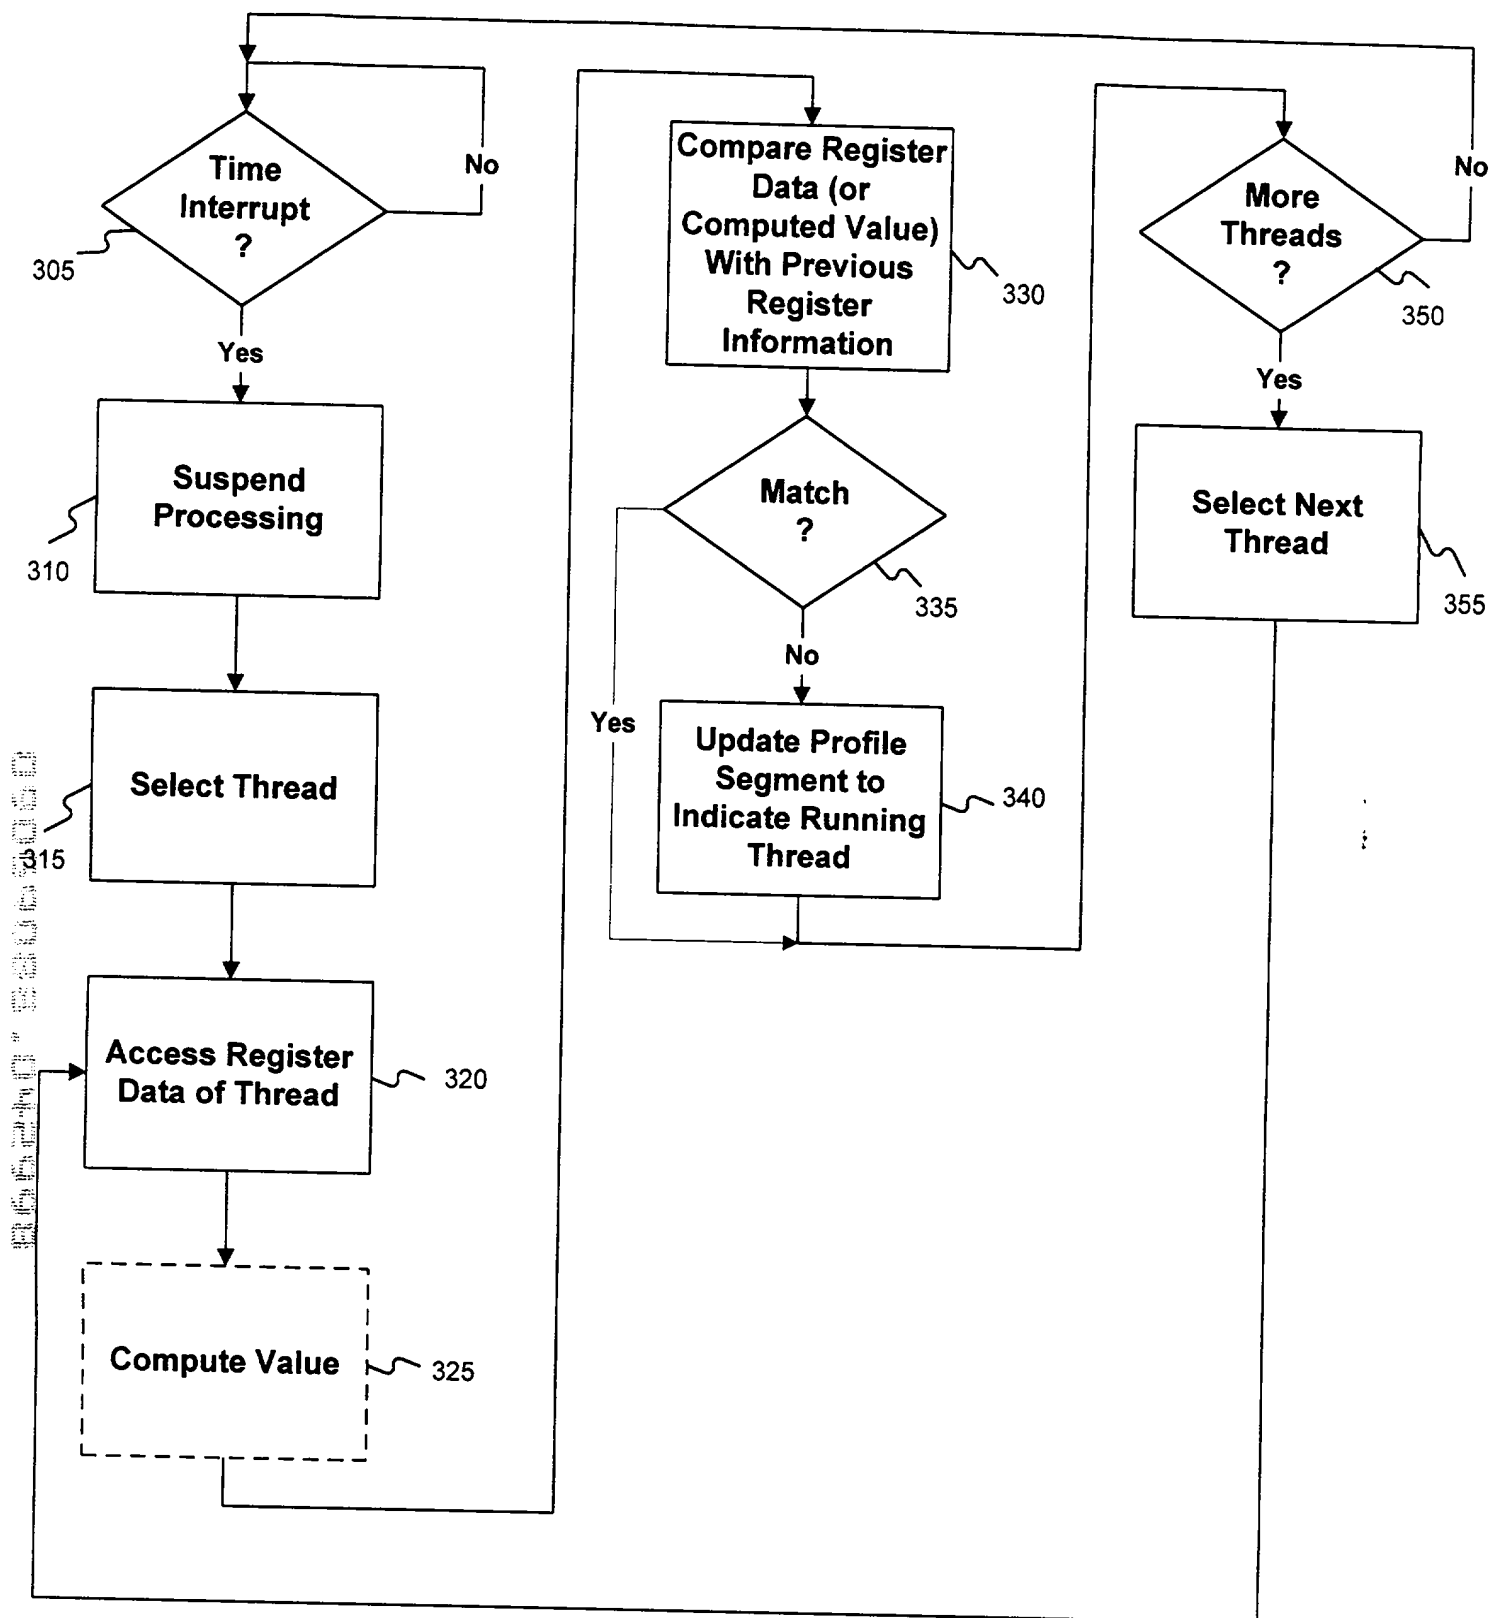 Time
Interrupt
?
No
305
Yes
Suspend
Processing
310
Select Thread
315
Access Register
Data of Thread
320
Compute Value
325
Compare Register
Data (or
Computed Value)
With Previous
Register
Information
330
Match
?
335
No
Yes
Update Profile
Segment to
Indicate Running
Thread
340
More
Threads
?
No
350
Yes
Select Next
Thread
355